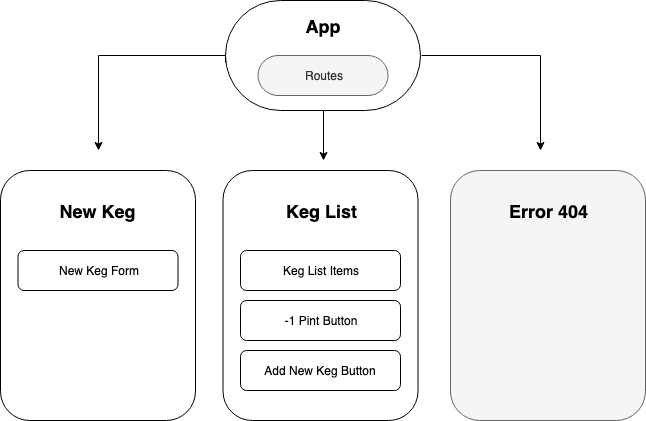 App
Routes
New Keg
New Keg Form
Keg List
Keg List Items
-1 Pint Button
Add New Keg Button
Error 404